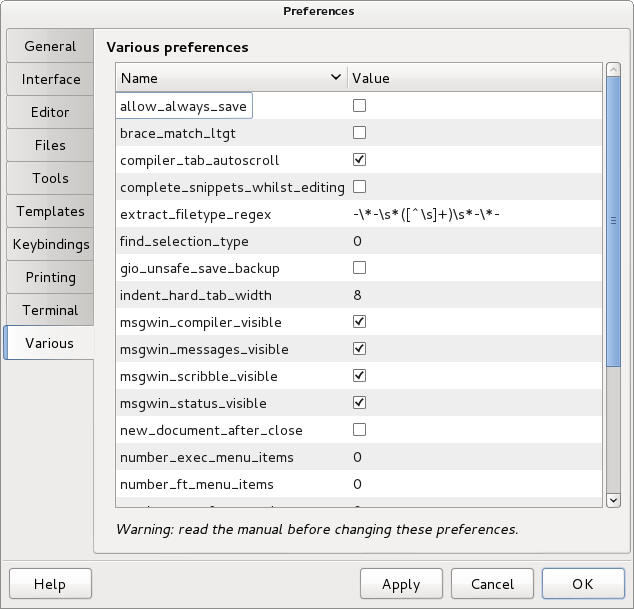 Preferences
General
Interface
Editor
Files
Tools
Templates
Keybindings
Printing
Terminal
Various
Various preferences
Name Value
allow_always_save
brace_match_ltgt
compiler_tab_autoscroll
complete_snippets_whilst_editing
extract_filetype_regex -\*-\s*([^\s]+)\s*-\*-
find_selection_type 0
gio_unsafe_save_backup
indent_hard_tab_width 8
msgwin_compiler_visible
msgwin_messages_visible
msgwin_scribble_visible
msgwin_status_visible
new_document_after_close
number_exec_menu_items 0
number_ft_menu_items 0
Warning: read the manual before changing these preferences.
Help Apply Cancel OK